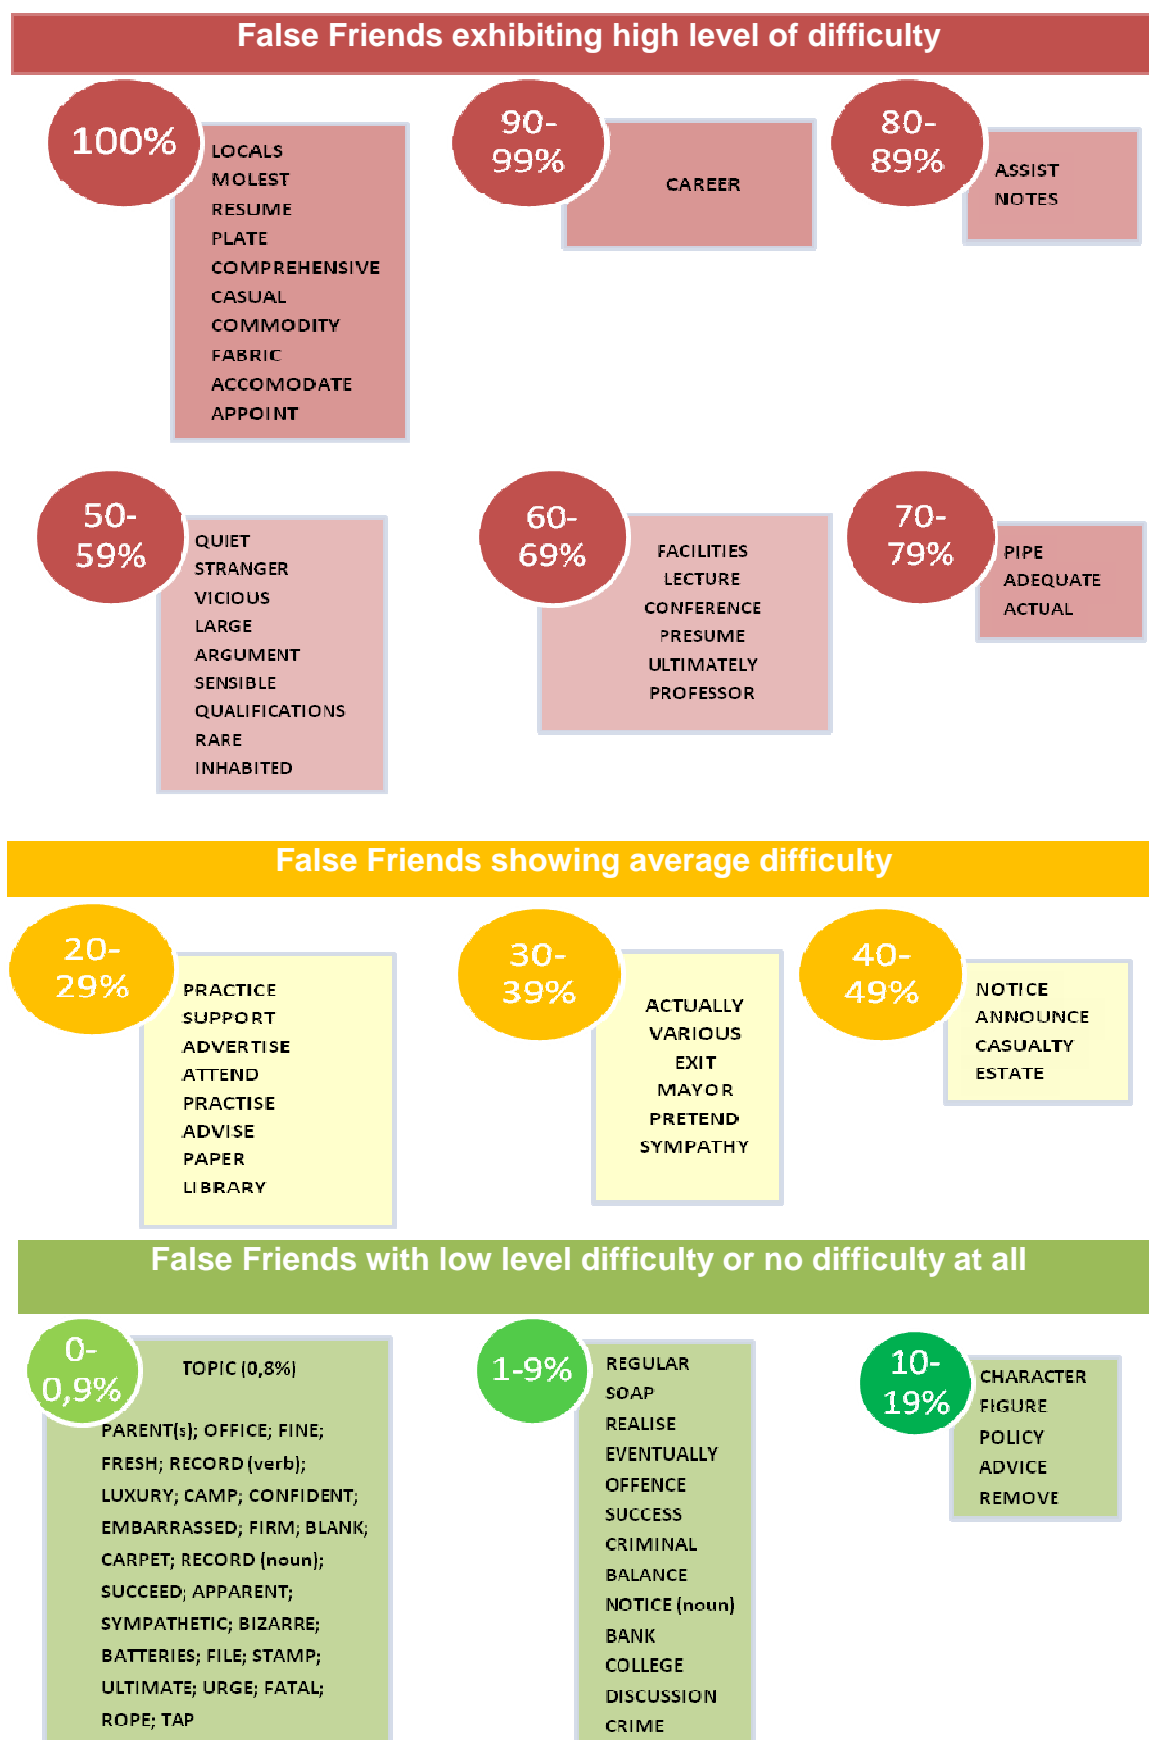 False Friends exhibiting high level of difficulty
100%
LOCALS
MOLEST
RESUME
PLATE
COMPREHENSIVE
CASUAL
COMMODITY
FABRIC
ACCOMODATE
APPOINT
90-
99%
CAREER
80-
89%
ASSIST
NOTES
50-
59%
QUIET
STRANGER
VICIOUS
LARGE
ARGUMENT
SENSIBLE
QUALIFICATIONS
RARE
INHABITED
60-
69%
FACILITIES
LECTURE
CONFERENCE
PRESUME
ULTIMATELY
PROFESSOR
70-
79%
PIPE
ADEQUATE
ACTUAL
False Friends showing average difficulty
20-
29%
PRACTICE
SUPPORT
ADVERTISE
ATTEND
PRACTISE
ADVISE
PAPER
LIBRARY
30-
39%
ACTUALLY
VARIOUS
EXIT
MAYOR
PRETEND
SYMPATHY
40-
49%
NOTICE
ANNOUNCE
CASUALTY
ESTATE
False Friends with low level difficulty or no difficulty at all
0-
0,9%
TOPIC (0,8%)
PARENT(s); OFFICE; FINE;
FRESH; RECORD (verb);
LUXURY; CAMP; CONFIDENT;
EMBARRASSED; FIRM; BLANK;
CARPET; RECORD (noun);
SUCCEED; APPARENT;
SYMPATHETIC; BIZARRE;
BATTERIES; FILE; STAMP;
ULTIMATE; URGE; FATAL;
ROPE; TAP
1-9%
REGULAR
SOAP
REALISE
EVENTUALLY
OFFENCE
SUCCESS
CRIMINAL
BALANCE
NOTICE (noun)
BANK
COLLEGE
DISCUSSION
CRIME
10-
19%
CHARACTER
FIGURE
POLICY
ADVICE
REMOVE